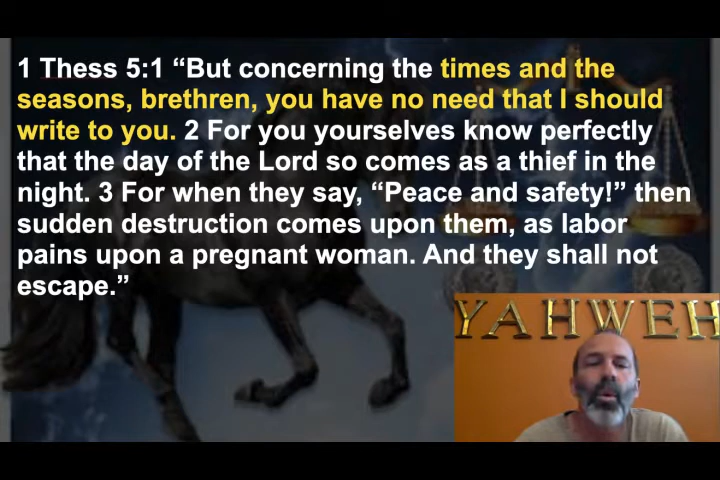 1 Thess 5:1 “But concerning the times and the
seasons, brethren, you have no need that I should
write to you. 2 For you yourselves know perfectly
that the day of the Lord so comes as a thief in the
night. 3 For when they say, “Peace and safety!” then
sudden destruction comes upon them, as labor
pains upon a pregnant woman. And they shall not
escape.”
YAHWEH